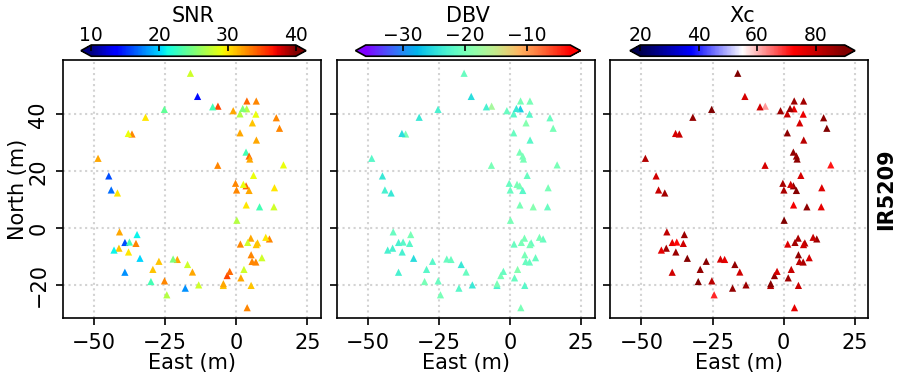 SNR DBV Xc
10 20 30 40 −30 −20 −10 20 40 60 80
40
20
0
−20
North (m)
IR5209
−50 −25 0 25 −50 −25 0 25 −50 −25 0 25
East (m) East (m) East (m)